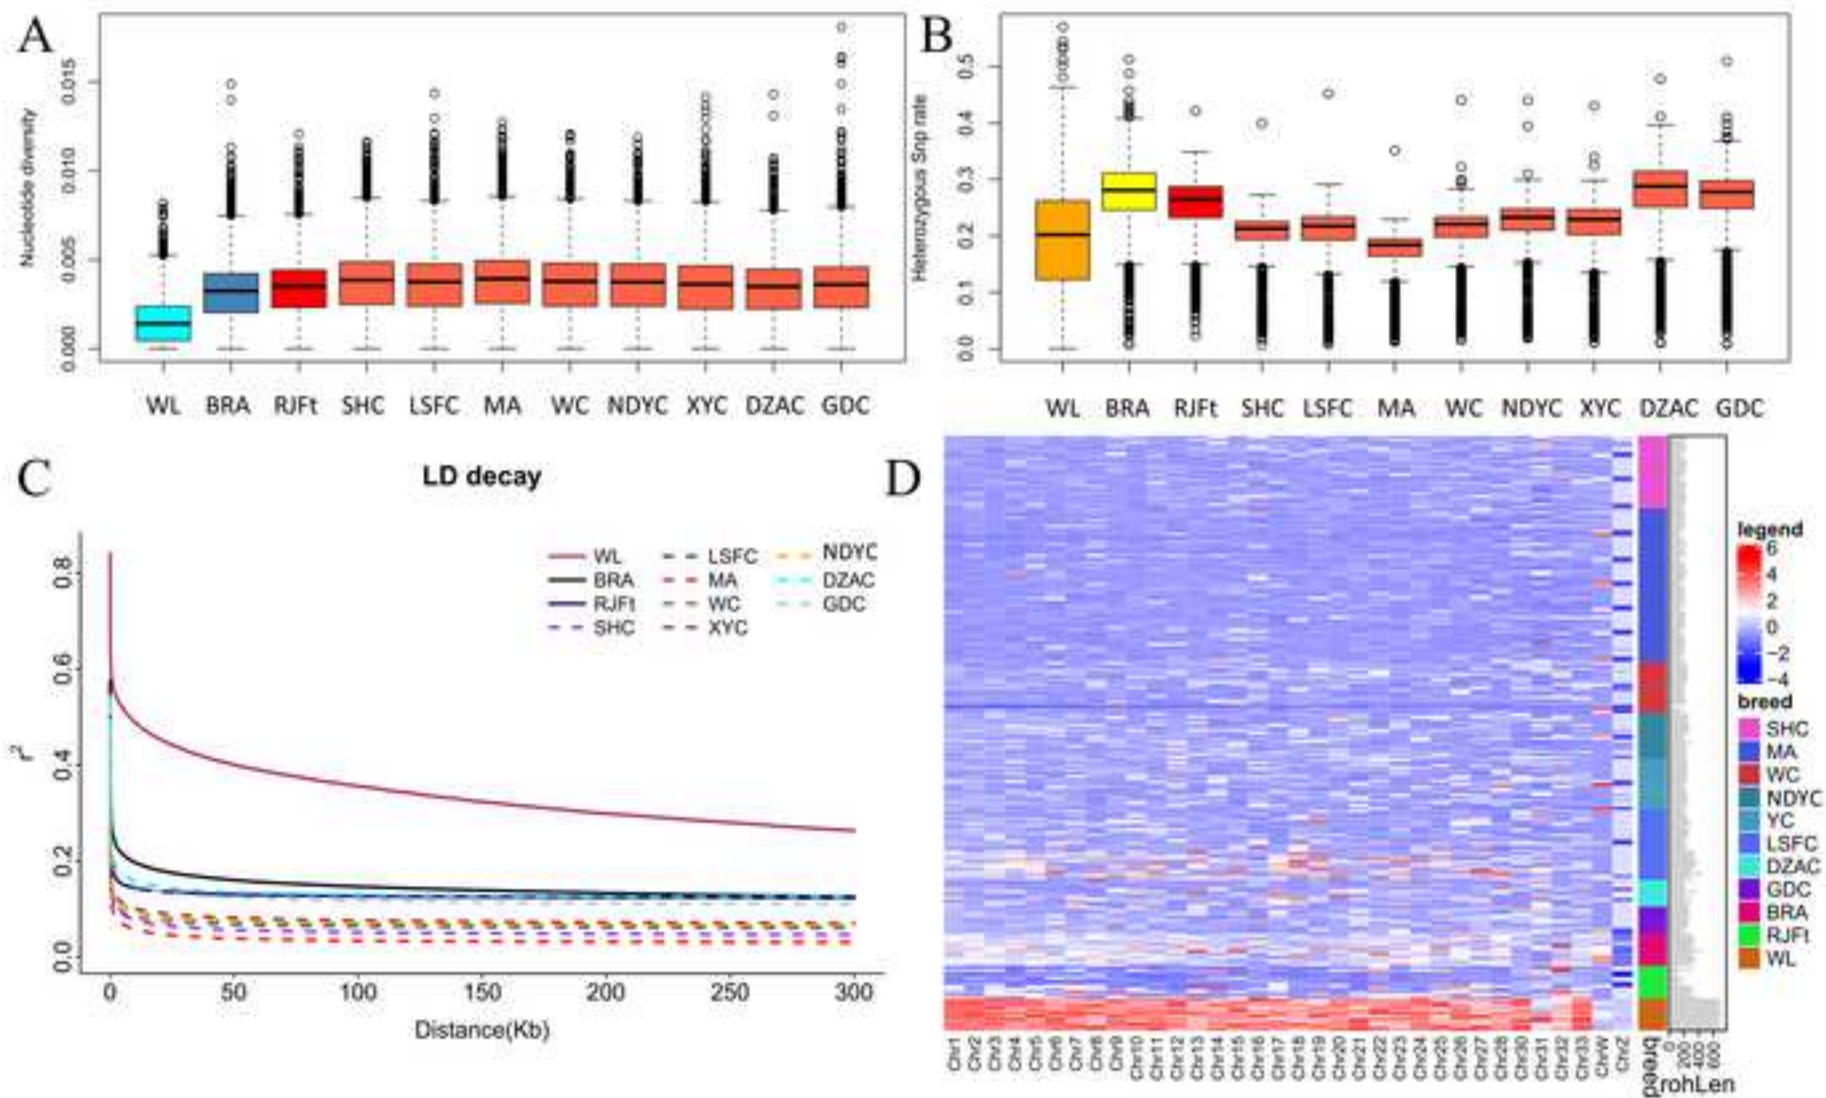 A
Nucleotide diversity
0.000 0.005 0.010 0.015
WL BRA RJFt SHC LSFC MA WC NDYC XYC DZAC GDC
B
Heterozygous Snp rate
0.0 0.1 0.2 0.3 0.4 0.5
WL BRA RJFt SHC LSFC MA WC NDYC XYC DZAC GDC
C
LD decay
WL LSFC NDYC
BRA MA DZAC
RJFt WC GDC
SHC XYC
r²
0.0 0.2 0.4 0.6 0.8
0 50 100 150 200 250 300
Distance(Kb)
D
legend
6
4
2
0
−2
−4
breed
SHC
MA
WC
NDYC
YC
LSFC
DZAC
GDC
BRA
RJFt
WL
Chr1 Chr2 Chr3 Chr4 Chr5 Chr6 Chr7 Chr8 Chr9 Chr10 Chr11 Chr12 Chr13 Chr14 Chr15 Chr16 Chr17 Chr18 Chr19 Chr20 Chr21 Chr22 Chr23 Chr24 Chr25 Chr26 Chr27 Chr28 Chr30 Chr31 Chr32 Chr33 ChrW ChrZ
breed
0 200 400 600
rohLen